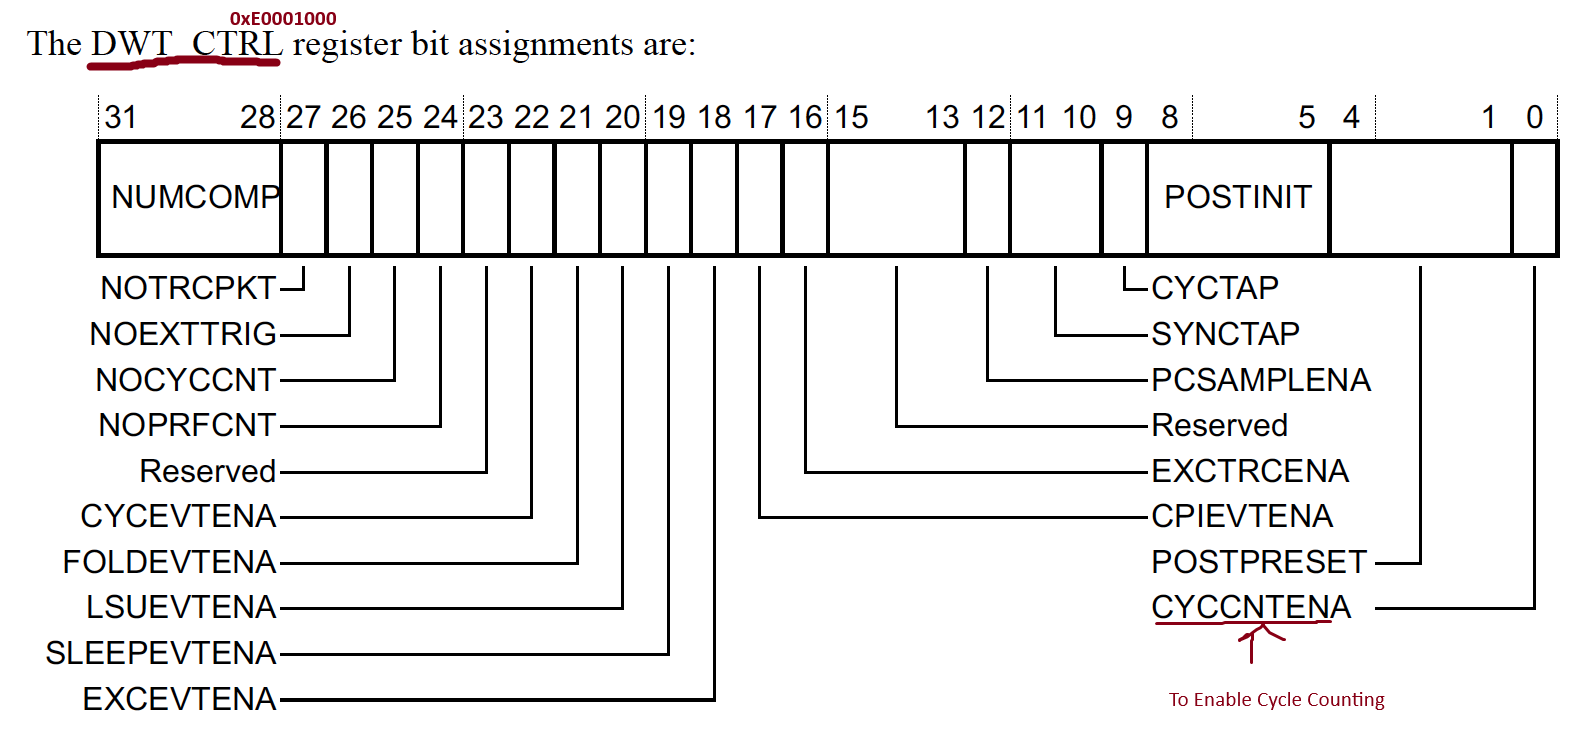 0xE0001000
The DWT_CTRL register bit assignments are:
31 28 27 26 25 24 23 22 21 20 19 18 17 16 15 13 12 11 10 9 8 5 4 1 0
NUMCOMP POSTINIT
NOTRCPKT CYCTAP
NOEXTTRIG SYNCTAP
NOCYCCNT PCSAMPLENA
NOPRFCNT Reserved
Reserved EXCTRCENA
CYCEVTENA CPIEVTENA
FOLDEVTENA POSTPRESET
LSUEVTENA CYCCNTENA
SLEEPEVTENA
EXCEVTENA To Enable Cycle Counting